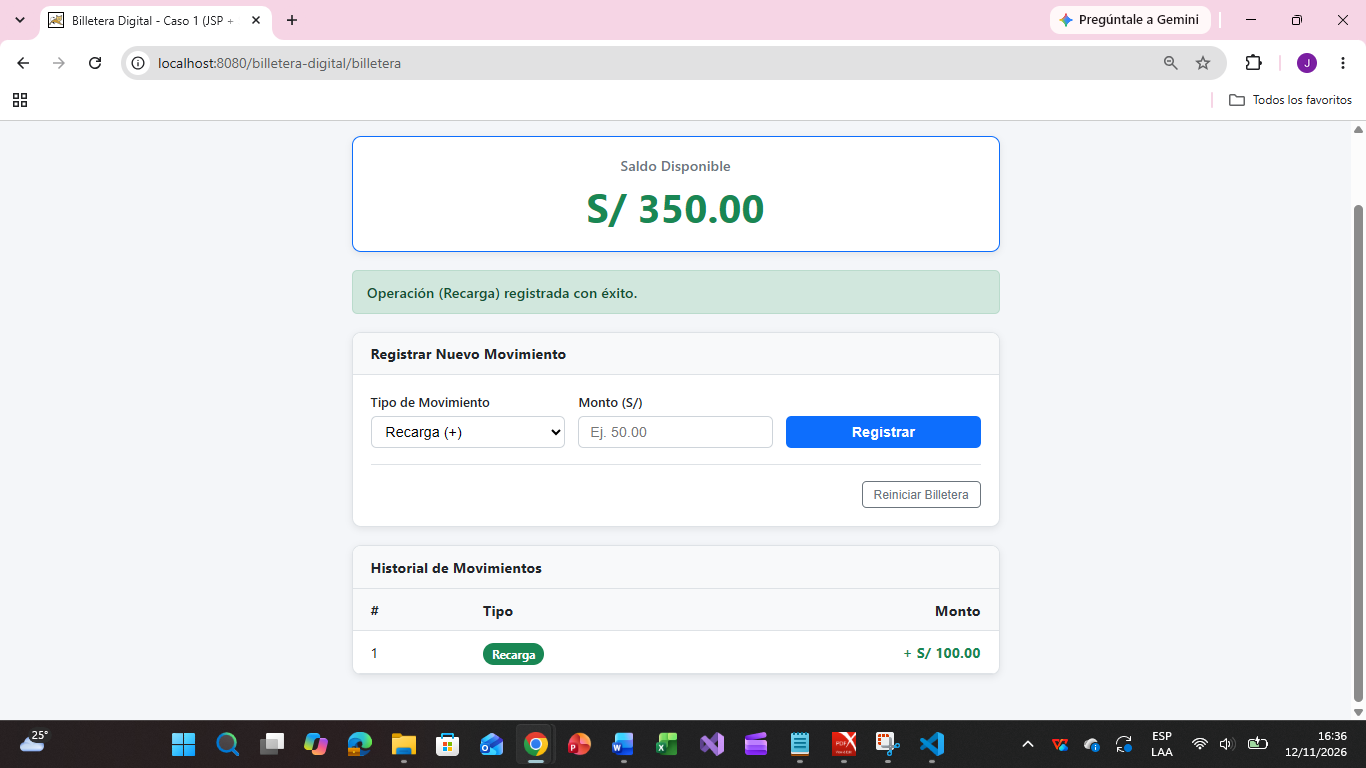 Billetera Digital - Caso 1 (JSP +
Pregúntale a Gemini
localhost:8080/billetera-digital/billetera
J
Todos los favoritos
Saldo Disponible
S/ 350.00
Operación (Recarga) registrada con éxito.
Registrar Nuevo Movimiento
Tipo de Movimiento Monto (S/)
Recarga (+) Ej. 50.00 Registrar
Reiniciar Billetera
Historial de Movimientos
# Tipo Monto
1 Recarga + S/ 100.00
25°
ESP
LAA
16:36
12/11/2026